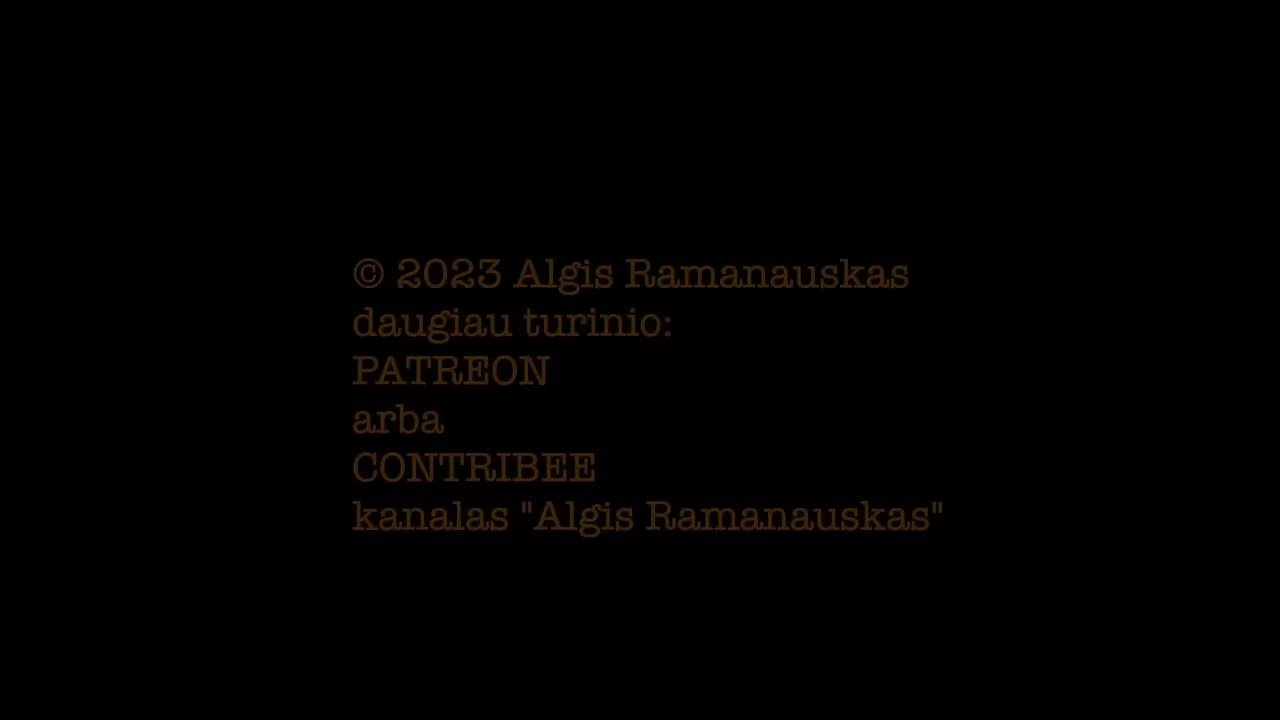 © 2023 Algis Ramanauskas
daugiau turinio:
PATREON
arba
CONTRIBEE
kanalas "Algis Ramanauskas"